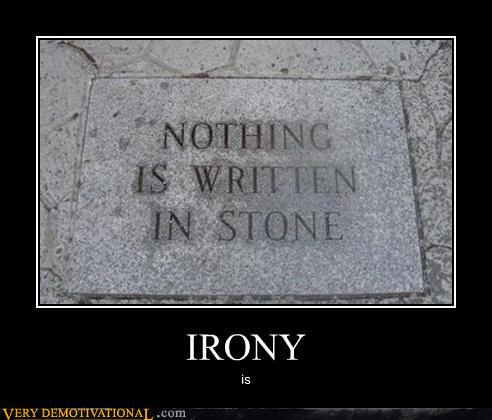 NOTHING
IS WRITTEN
IN STONE
IRONY
is
VERY DEMOTIVATIONAL.com